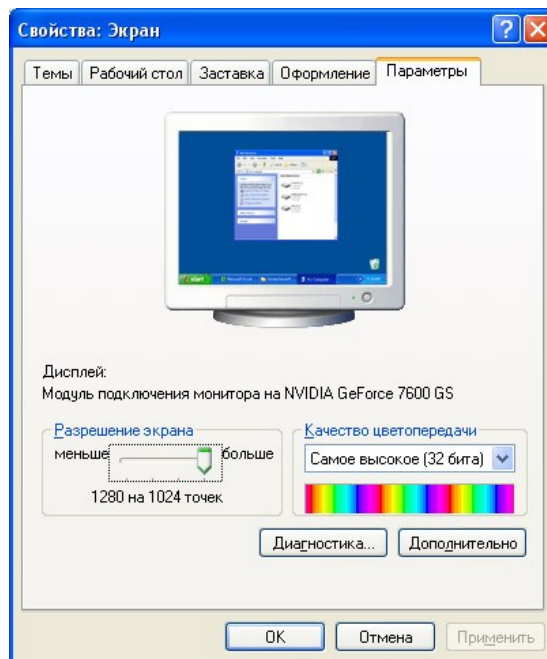 Свойства: Экран
Темы Рабочий стол Заставка Оформление Параметры
start
Дисплей:
Модуль подключения монитора на NVIDIA GeForce 7600 GS
Разрешение экрана
меньше больше
1280 на 1024 точек
Качество цветопередачи
Самое высокое (32 бита)
Диагностика... Дополнительно
OK Отмена Применить